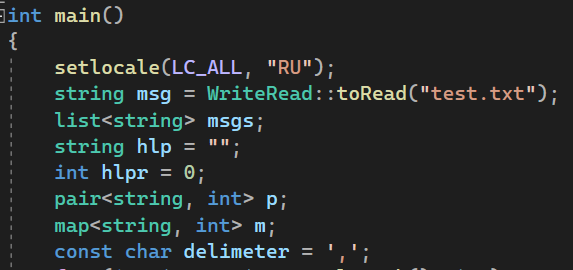 int main()
{
setlocale(LC_ALL, "RU");
string msg = WriteRead::toRead("test.txt");
list<string> msgs;
string hlp = "";
int hlpr = 0;
pair<string, int> p;
map<string, int> m;
const char delimeter = ',';